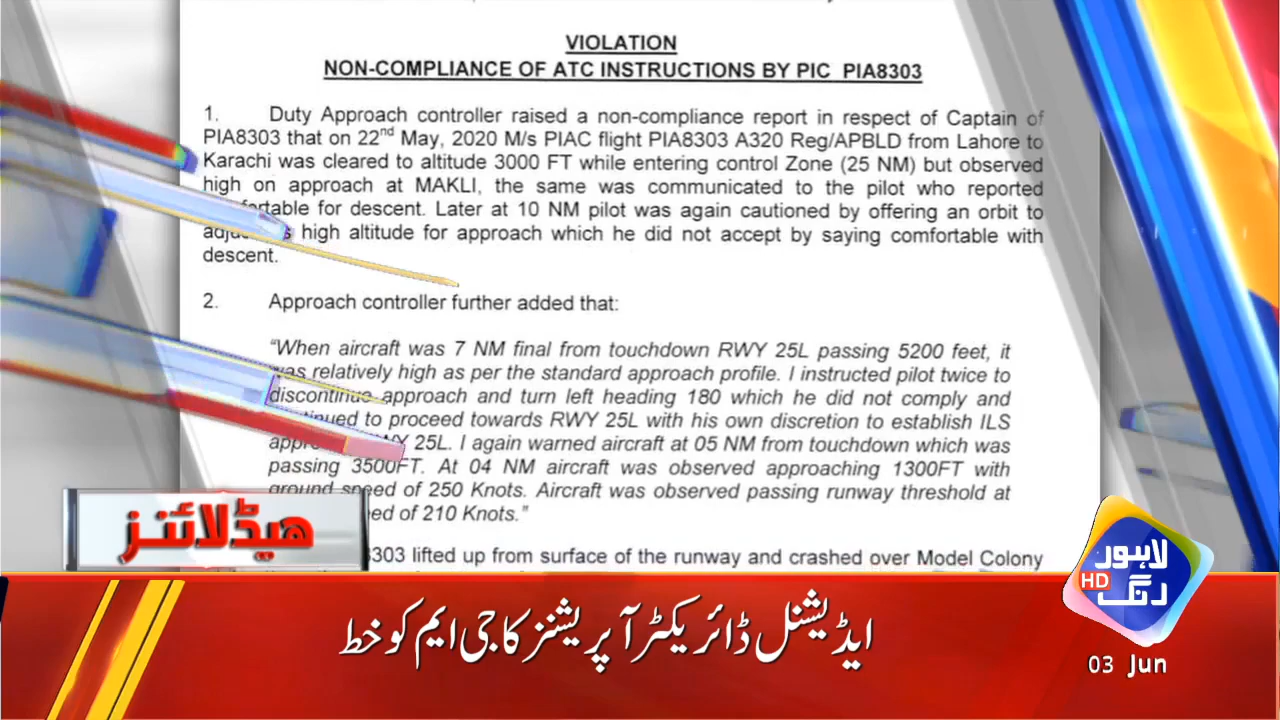 VIOLATION
NON-COMPLIANCE OF ATC INSTRUCTIONS BY PIC PIA8303
1. Duty Approach controller raised a non-compliance report in respect of Captain of
PIA8303 that on 22nd May, 2020 M/s PIAC flight PIA8303 A320 Reg/APBLD from Lahore to
Karachi was cleared to altitude 3000 FT while entering control Zone (25 NM) but observed
high on approach at MAKLI, the same was communicated to the pilot who reported
for descent. Later at 10 NM pilot was again cautioned by offering an orbit to
high altitude for approach which he did not accept by saying comfortable with
descent.
2. Approach controller further added that:
"When aircraft was 7 NM final from touchdown RWY 25L passing 5200 feet, it
was relatively high as per the standard approach profile. I instructed pilot twice to
discontinue approach and turn left heading 180 which he did not comply and
to proceed towards RWY 25L with his own discretion to establish ILS
25L. I again warned aircraft at 05 NM from touchdown which was
passing 3500FT. At 04 NM aircraft was observed approaching 1300FT with
ground speed of 250 Knots. Aircraft was observed passing runway threshold at
of 210 Knots."
lifted up from surface of the runway and crashed over Model Colony
ہیڈلائنز
لاہور
رنگ
HD
ایڈیشنل ڈائریکٹر آپریشنز کا جی ایم کو خط
03 Jun